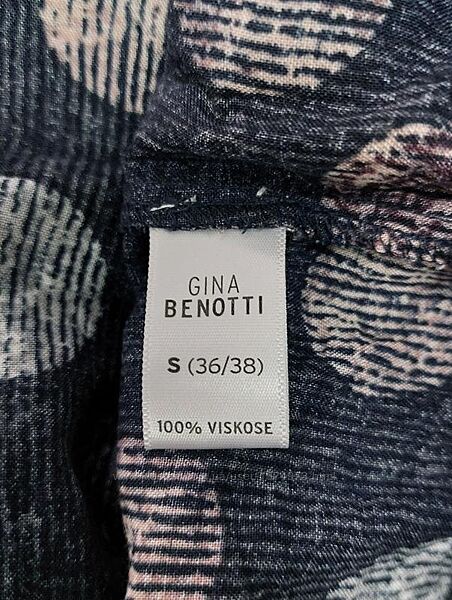 GINA
BENOTTI
S (36/38)
100% VISKOSE